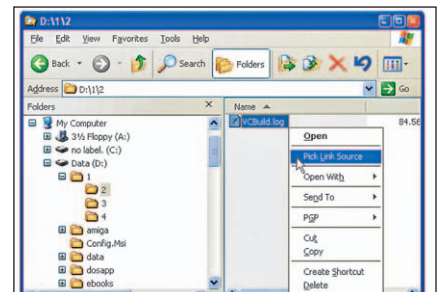 D:\1\2
File Edit View Favorites Tools Help
Back Search Folders
Address D:\1\2 Go
Folders × Name
My Computer
3½ Floppy (A:)
no label. (C:)
Data (D:)
1
2
3
4
amiga
Config.Msi
data
dosapp
ebooks
VCBuild.log 84.56
Open
Pick Link Source
Open With
Send To
PGP
Cut
Copy
Create Shortcut
Delete